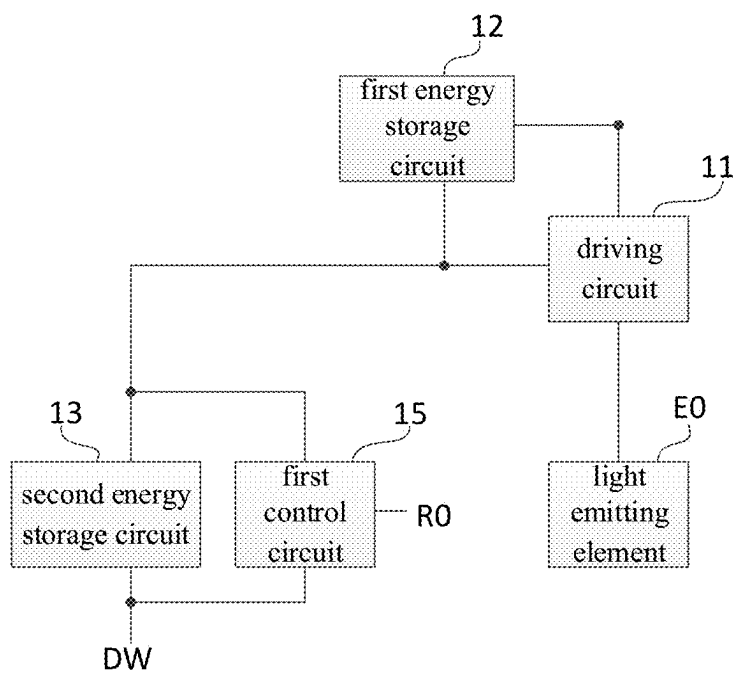 12
first energy
storage
circuit
11
driving
circuit
13
second energy
storage circuit
15
first
control
circuit
R0
E0
light
emitting
element
DW